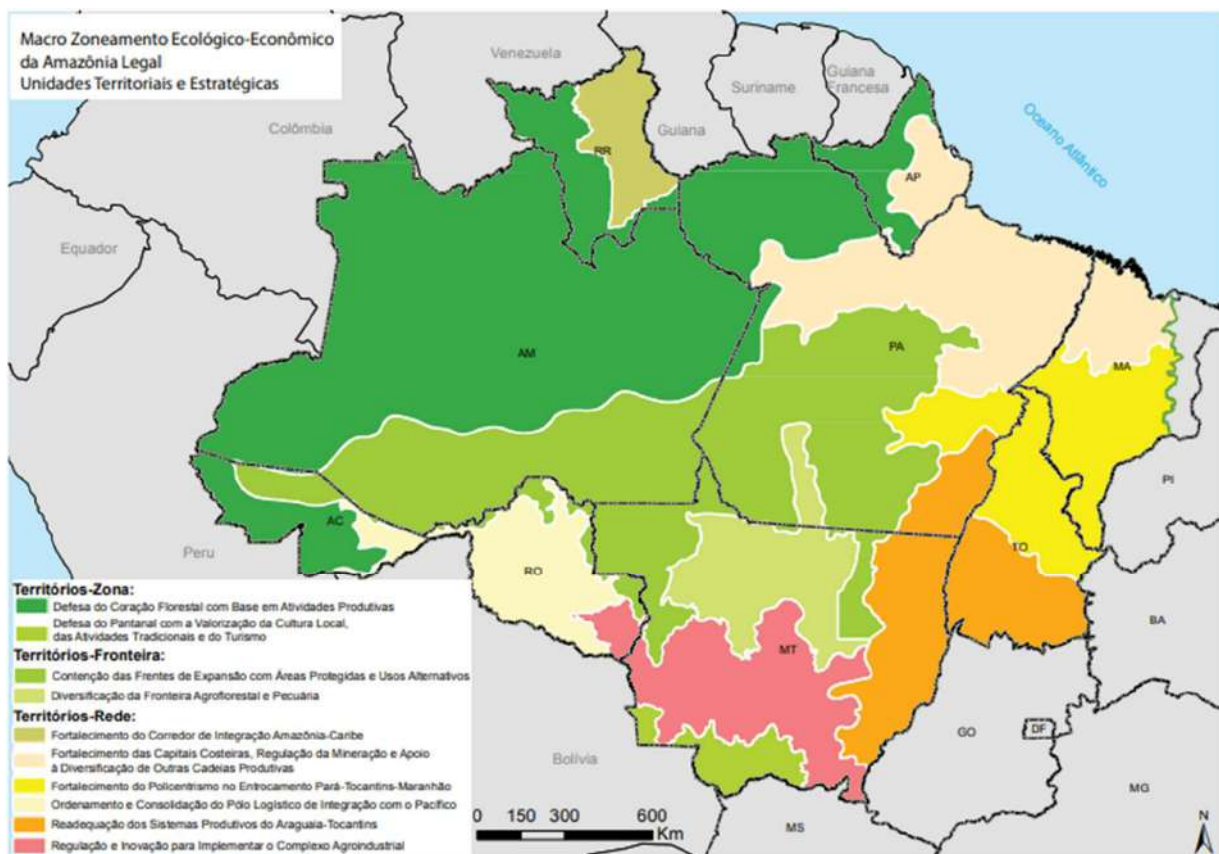 Macro Zoneamento Ecológico-Econômico
da Amazônia Legal
Unidades Territoriais e Estratégicas
Venezuela
Suriname
Guiana
Francesa
Guiana
Colômbia
Oceano Atlântico
RR
AP
Equador
AM
PA
MA
PI
AC
Peru
RO
TO
BA
MT
Bolívia
GO
DF
MG
MS
Territórios-Zona:
Defesa do Coração Florestal com Base em Atividades Produtivas
Defesa do Pantanal com a Valorização da Cultura Local,
das Atividades Tradicionais e do Turismo
Territórios-Fronteira:
Contenção das Frentes de Expansão com Áreas Protegidas e Usos Alternativos
Diversificação da Fronteira Agroflorestal e Pecuária
Territórios-Rede:
Fortalecimento do Corredor de Integração Amazônia-Caribe
Fortalecimento das Capitais Costeiras, Regulação da Mineração e Apoio
à Diversificação de Outras Cadeias Produtivas
Fortalecimento do Policentrismo no Entrocamento Pará-Tocantins-Maranhão
Ordenamento e Consolidação do Pólo Logístico de Integração com o Pacífico
Readequação dos Sistemas Produtivos do Araguaia-Tocantins
Regulação e Inovação para Implementar o Complexo Agroindustrial
0 150 300 600
Km
N